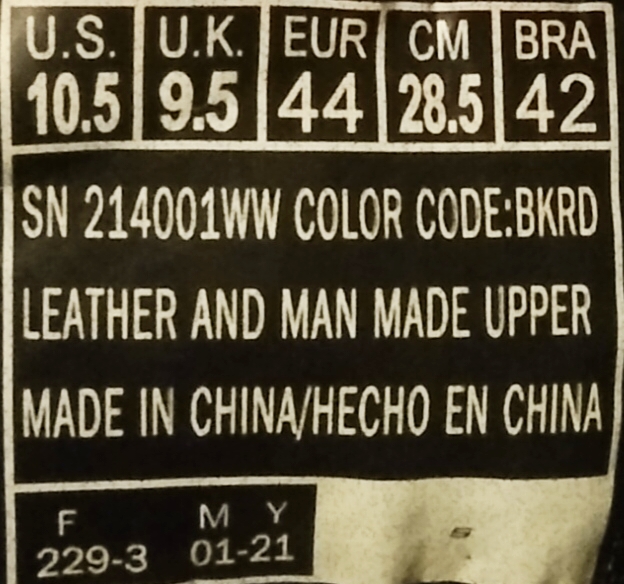 U.S. U.K. EUR CM BRA
10.5 9.5 44 28.5 42
SN 214001WW COLOR CODE:BKRD
LEATHER AND MAN MADE UPPER
MADE IN CHINA/HECHO EN CHINA
F M Y
229-3 01-21